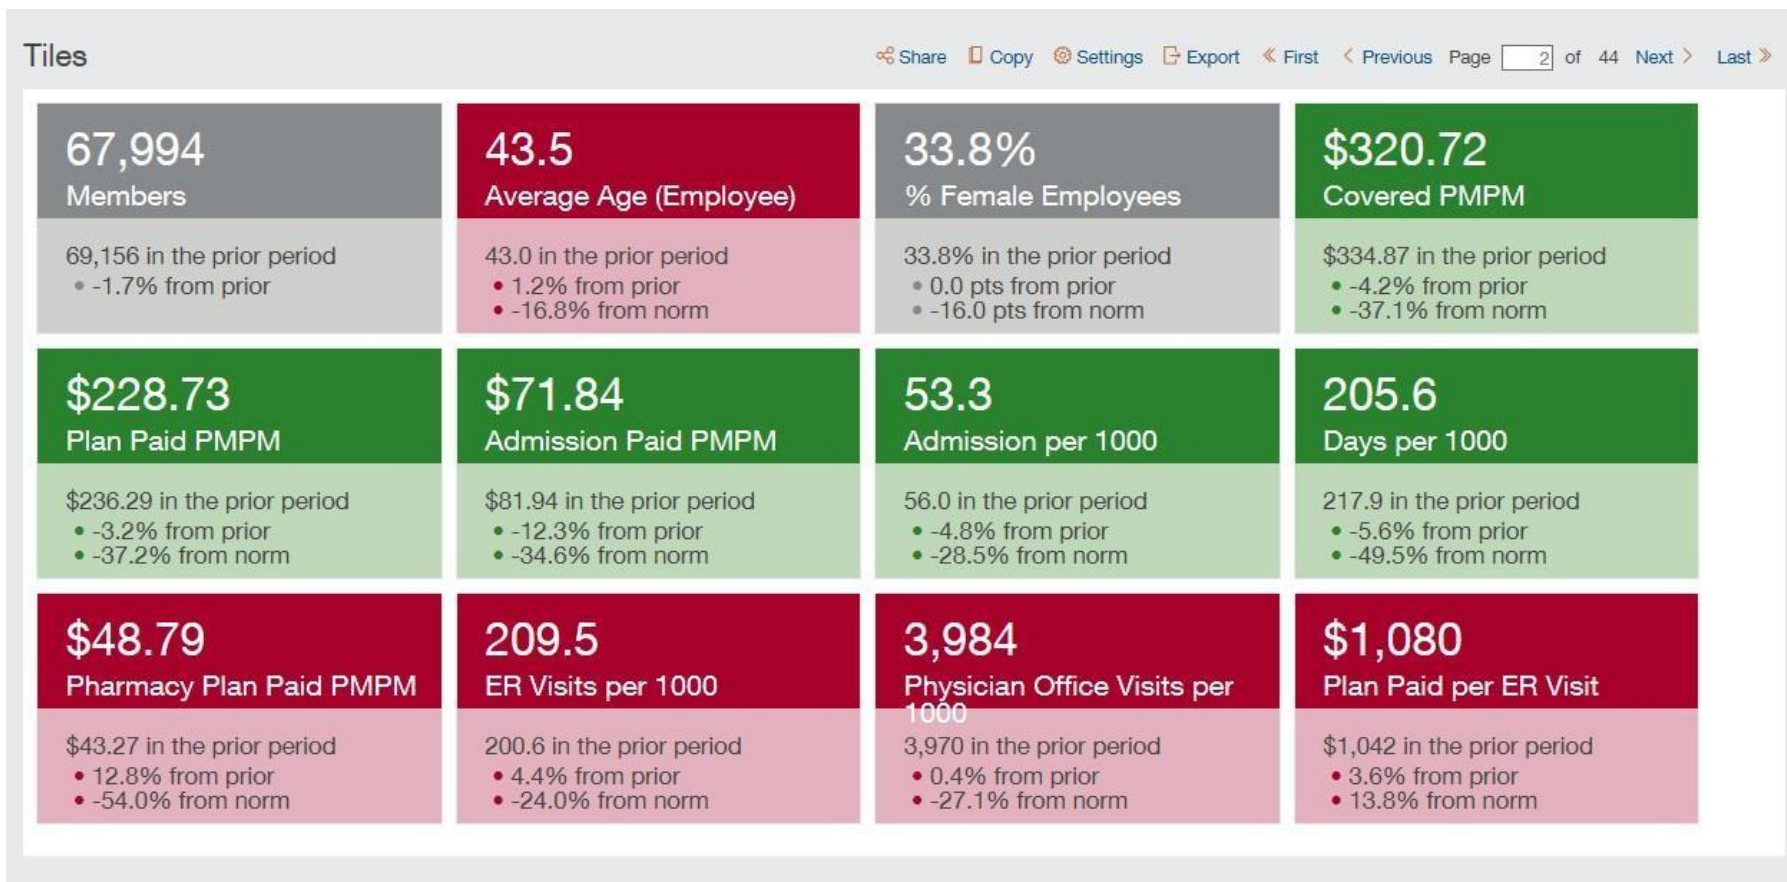 Tiles
Share Copy Settings Export First Previous Page 2 of 44 Next Last
67,994
Members
69,156 in the prior period
• -1.7% from prior
43.5
Average Age (Employee)
43.0 in the prior period
• 1.2% from prior
• -16.8% from norm
33.8%
% Female Employees
33.8% in the prior period
• 0.0 pts from prior
• -16.0 pts from norm
$320.72
Covered PMPM
$334.87 in the prior period
• -4.2% from prior
• -37.1% from norm
$228.73
Plan Paid PMPM
$236.29 in the prior period
• -3.2% from prior
• -37.2% from norm
$71.84
Admission Paid PMPM
$81.94 in the prior period
• -12.3% from prior
• -34.6% from norm
53.3
Admission per 1000
56.0 in the prior period
• -4.8% from prior
• -28.5% from norm
205.6
Days per 1000
217.9 in the prior period
• -5.6% from prior
• -49.5% from norm
$48.79
Pharmacy Plan Paid PMPM
$43.27 in the prior period
• 12.8% from prior
• -54.0% from norm
209.5
ER Visits per 1000
200.6 in the prior period
• 4.4% from prior
• -24.0% from norm
3,984
Physician Office Visits per
1000
3,970 in the prior period
• 0.4% from prior
• -27.1% from norm
$1,080
Plan Paid per ER Visit
$1,042 in the prior period
• 3.6% from prior
• 13.8% from norm